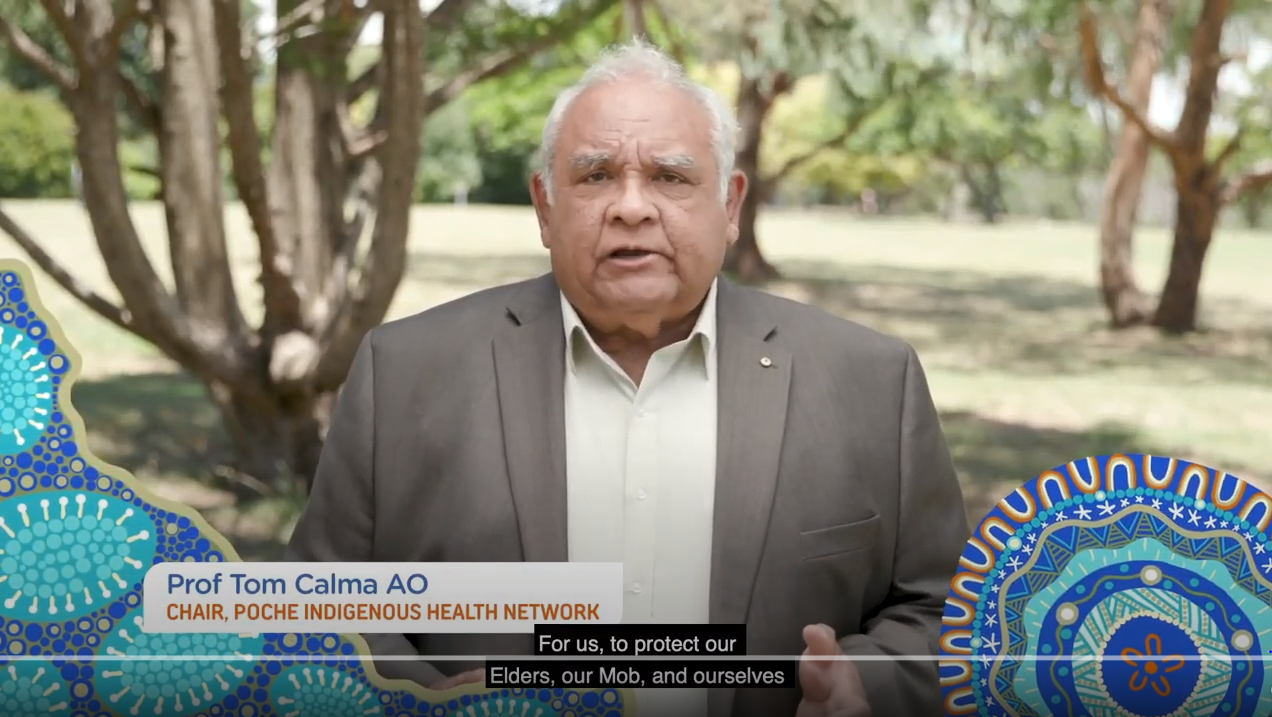 Prof Tom Calma AO
CHAIR, POCHE INDIGENOUS HEALTH NETWORK
For us, to protect our
Elders, our Mob, and ourselves